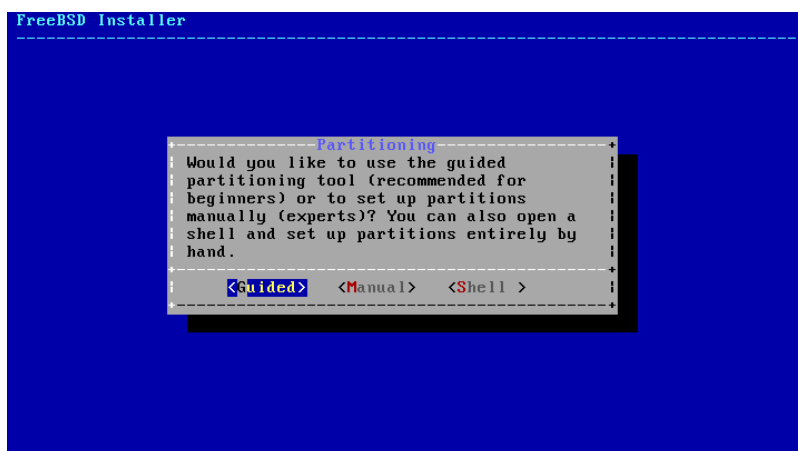 FreeBSD Installer
Partitioning
Would you like to use the guided
partitioning tool (recommended for
beginners) or to set up partitions
manually (experts)? You can also open a
shell and set up partitions entirely by
hand.
<Guided> <Manual> <Shell >